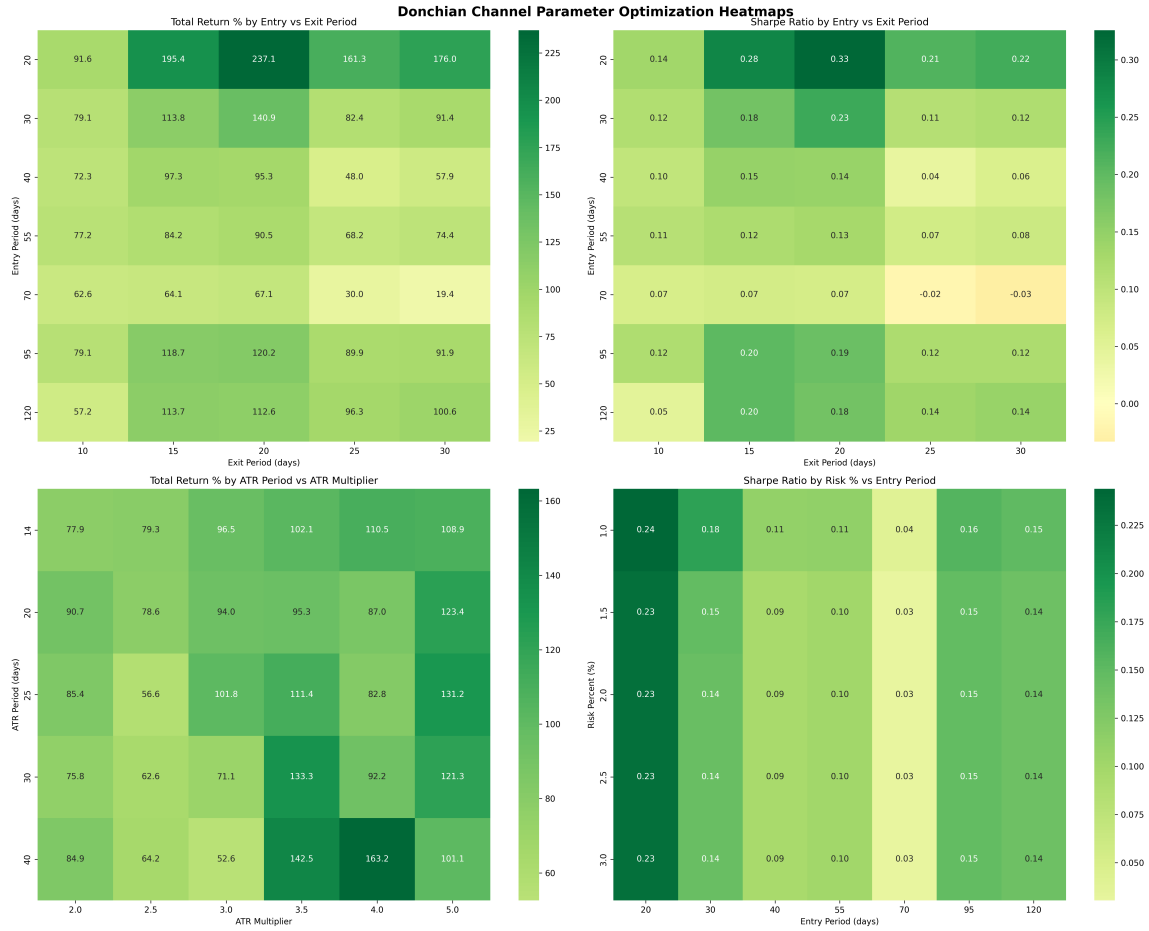 Donchian Channel Parameter Optimization Heatmaps
Total Return % by Entry vs Exit Period
Entry Period (days)
20 91.6 195.4 237.1 161.3 176.0
30 79.1 113.8 140.9 82.4 91.4
40 72.3 97.3 95.3 48.0 57.9
55 77.2 84.2 90.5 68.2 74.4
70 62.6 64.1 67.1 30.0 19.4
95 79.1 118.7 120.2 89.9 91.9
120 57.2 113.7 112.6 96.3 100.6
10 15 20 25 30
Exit Period (days)
225
200
175
150
125
100
75
50
25
Sharpe Ratio by Entry vs Exit Period
Entry Period (days)
20 0.14 0.28 0.33 0.21 0.22
30 0.12 0.18 0.23 0.11 0.12
40 0.10 0.15 0.14 0.04 0.06
55 0.11 0.12 0.13 0.07 0.08
70 0.07 0.07 0.07 -0.02 -0.03
95 0.12 0.20 0.19 0.12 0.12
120 0.05 0.20 0.18 0.14 0.14
10 15 20 25 30
Exit Period (days)
0.30
0.25
0.20
0.15
0.10
0.05
0.00
Total Return % by ATR Period vs ATR Multiplier
ATR Period (days)
14 77.9 79.3 96.5 102.1 110.5 108.9
20 90.7 78.6 94.0 95.3 87.0 123.4
25 85.4 56.6 101.8 111.4 82.8 131.2
30 75.8 62.6 71.1 133.3 92.2 121.3
40 84.9 64.2 52.6 142.5 163.2 101.1
2.0 2.5 3.0 3.5 4.0 5.0
ATR Multiplier
160
140
120
100
80
60
Sharpe Ratio by Risk % vs Entry Period
Risk Percent (%)
1.0 0.24 0.18 0.11 0.11 0.04 0.16 0.15
1.5 0.23 0.15 0.09 0.10 0.03 0.15 0.14
2.0 0.23 0.14 0.09 0.10 0.03 0.15 0.14
2.5 0.23 0.14 0.09 0.10 0.03 0.15 0.14
3.0 0.23 0.14 0.09 0.10 0.03 0.15 0.14
20 30 40 55 70 95 120
Entry Period (days)
0.225
0.200
0.175
0.150
0.125
0.100
0.075
0.050